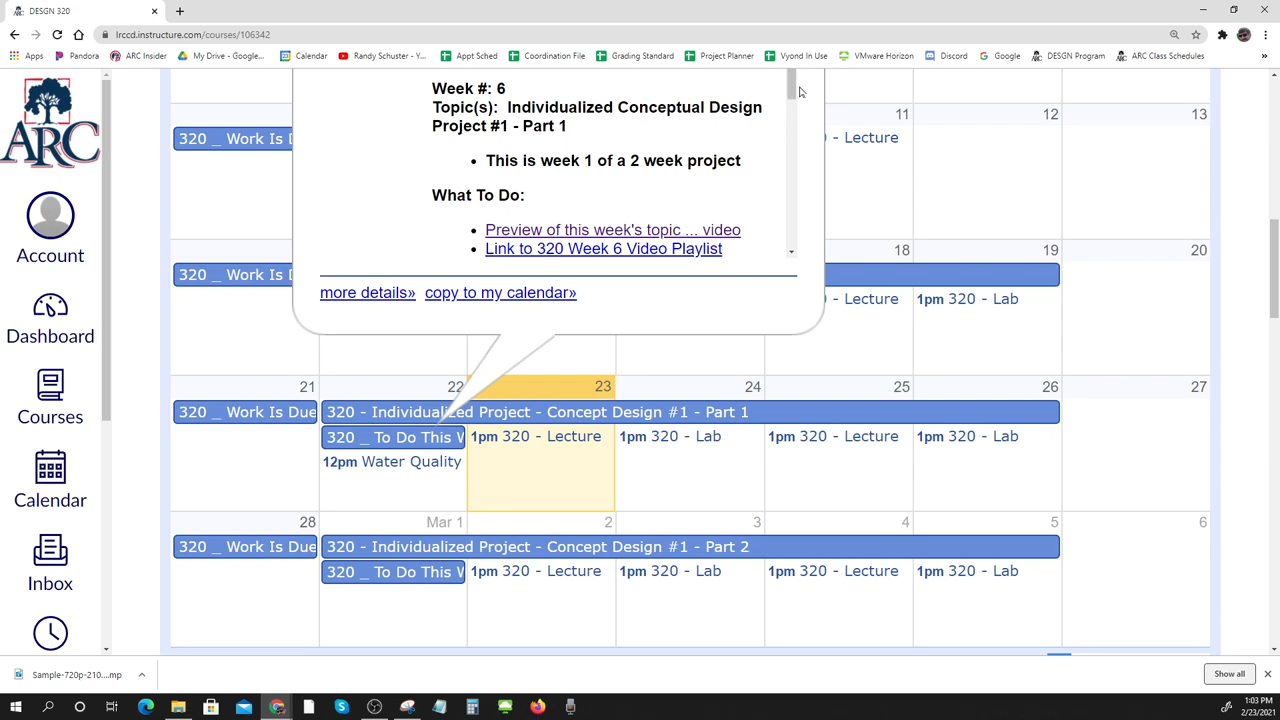 DESGN 320
lrccd.instructure.com/courses/106342
Apps
Pandora
ARC Insider
My Drive - Google...
Calendar
Randy Schuster - Y...
Appt Sched
Cordination File
Grading Standard
Project Planner
Vyond In Use
VMware Horizon
Discord
Google
DESGN Program
ARC Class Schedules
ARC
Account
Dashboard
Courses
Calendar
Inbox
Week #: 6
Topic(s): Individualized Conceptual Design
Project #1 - Part 1
This is week 1 of a 2 week project
What To Do:
Preview of this week's topic ... video
Link to 320 Week 6 Video Playlist
more details»
copy to my calendar»
11
12
13
320 _ Work Is D
0 - Lecture
18
19
20
320 _ Work Is D
0 - Lecture
1pm 320 - Lab
21
22
23
24
25
26
27
320 _ Work Is Due
320 - Individualized Project - Concept Design #1 - Part 1
320 _ To Do This W
1pm 320 - Lecture
1pm 320 - Lab
1pm 320 - Lecture
1pm 320 - Lab
12pm Water Quality
28
Mar 1
2
3
4
5
6
320 _ Work Is Due
320 - Individualized Project - Concept Design #1 - Part 2
320 _ To Do This W
1pm 320 - Lecture
1pm 320 - Lab
1pm 320 - Lecture
1pm 320 - Lab
Sample-720p-210....mp
Show all
1:03 PM
2/23/2021